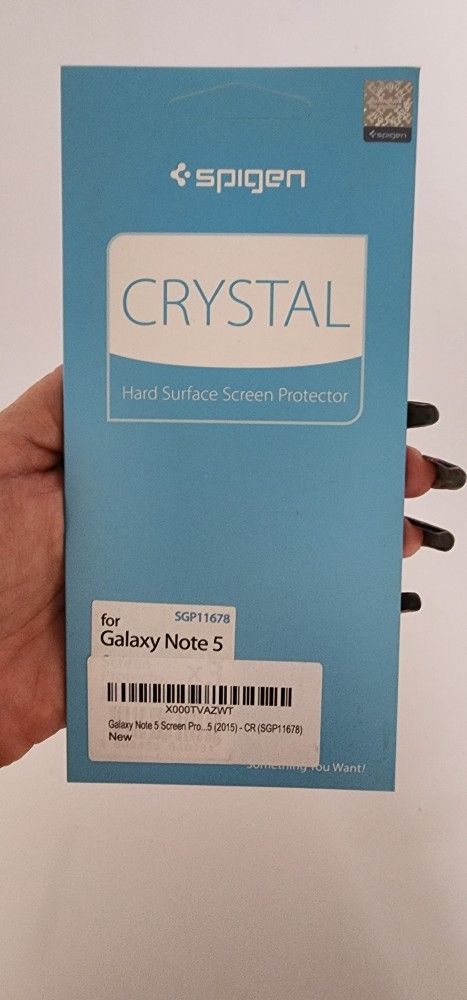 spigen
spigen
CRYSTAL
Hard Surface Screen Protector
SGP11678
for
Galaxy Note 5
X000TVAZWT
Galaxy Note 5 Screen Pro...5 (2015) - CR (SGP11678)
New
Something You Want!